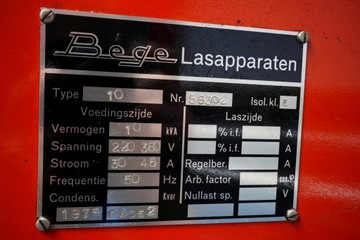 Bege Lasapparaten
Type 10 Nr. 56302 Isol. kl. E
Voedingszijde Laszijde
Vermogen 10 kVA % i.f. A
Spanning 220 380 V % i.f. A
Stroom 30 45 A Regelber. A
Frequentie 50 Hz Arb. factor
Condens. Kvar Nullast sp. V